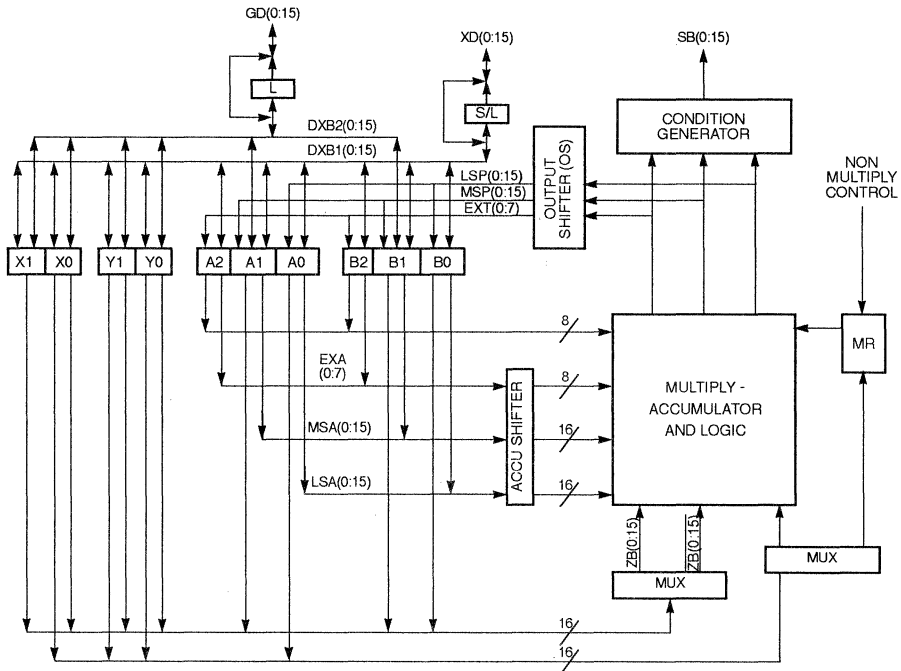 GD(0:15)
XD(0:15)
SB(0:15)
L
S/L
CONDITION
GENERATOR
DXB2(0:15)
DXB1(0:15)
OUTPUT
SHIFTER (OS)
LSP(0:15)
MSP(0:15)
EXT(0:7)
NON
MULTIPLY
CONTROL
X1 X0 Y1 Y0 A2 A1 A0 B2 B1 B0
8
MR
EXA
(0:7)
8
MULTIPLY -
ACCUMULATOR
AND LOGIC
ACCU SHIFTER
MSA(0:15)
16
LSA(0:15)
16
ZB(0:15)
ZB(0:15)
MUX
MUX
16
16